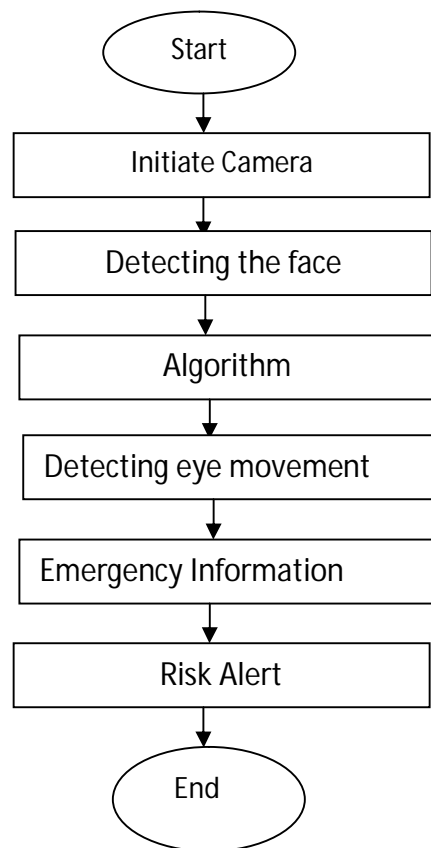 Start
Initiate Camera
Detecting the face
Algorithm
Detecting eye movement
Emergency Information
Risk Alert
End